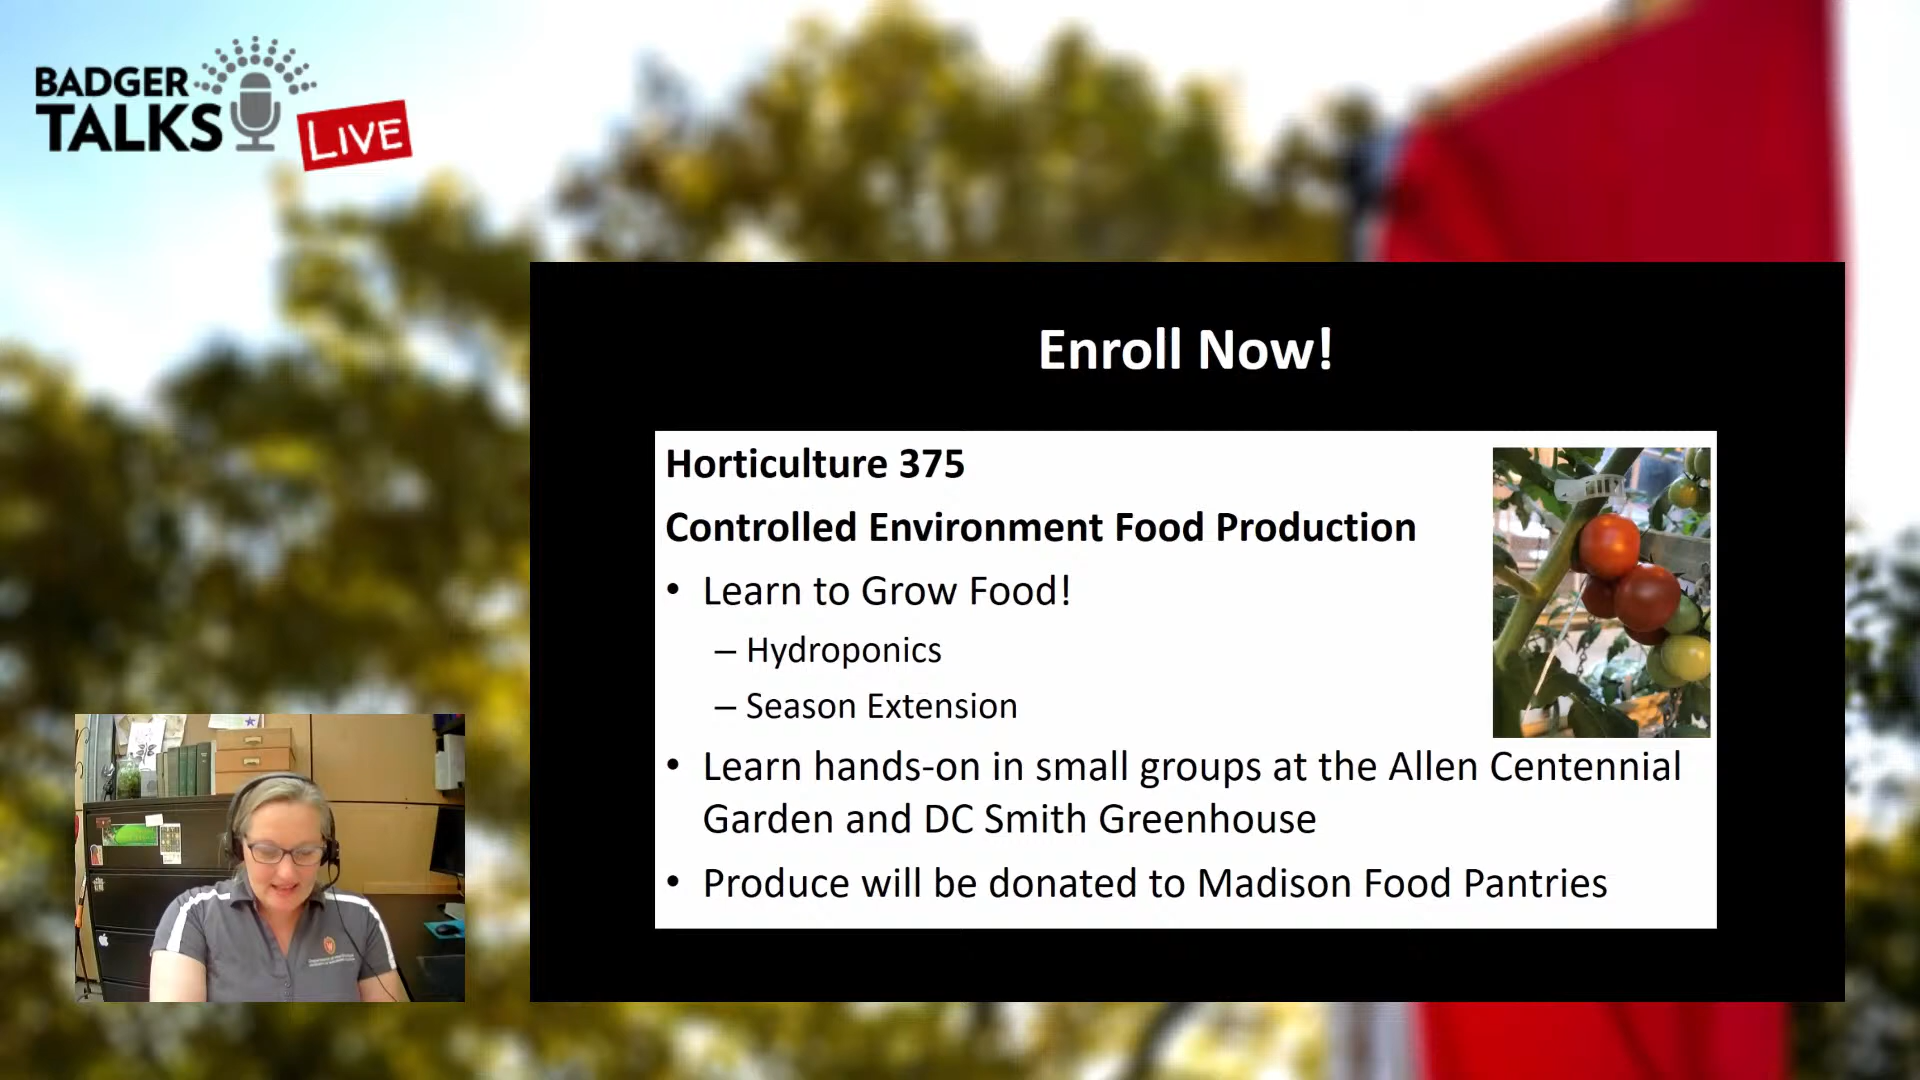 BADGER
TALKS
LIVE
Enroll Now!
Horticulture 375
Controlled Environment Food Production
• Learn to Grow Food!
– Hydroponics
– Season Extension
• Learn hands-on in small groups at the Allen Centennial
Garden and DC Smith Greenhouse
• Produce will be donated to Madison Food Pantries